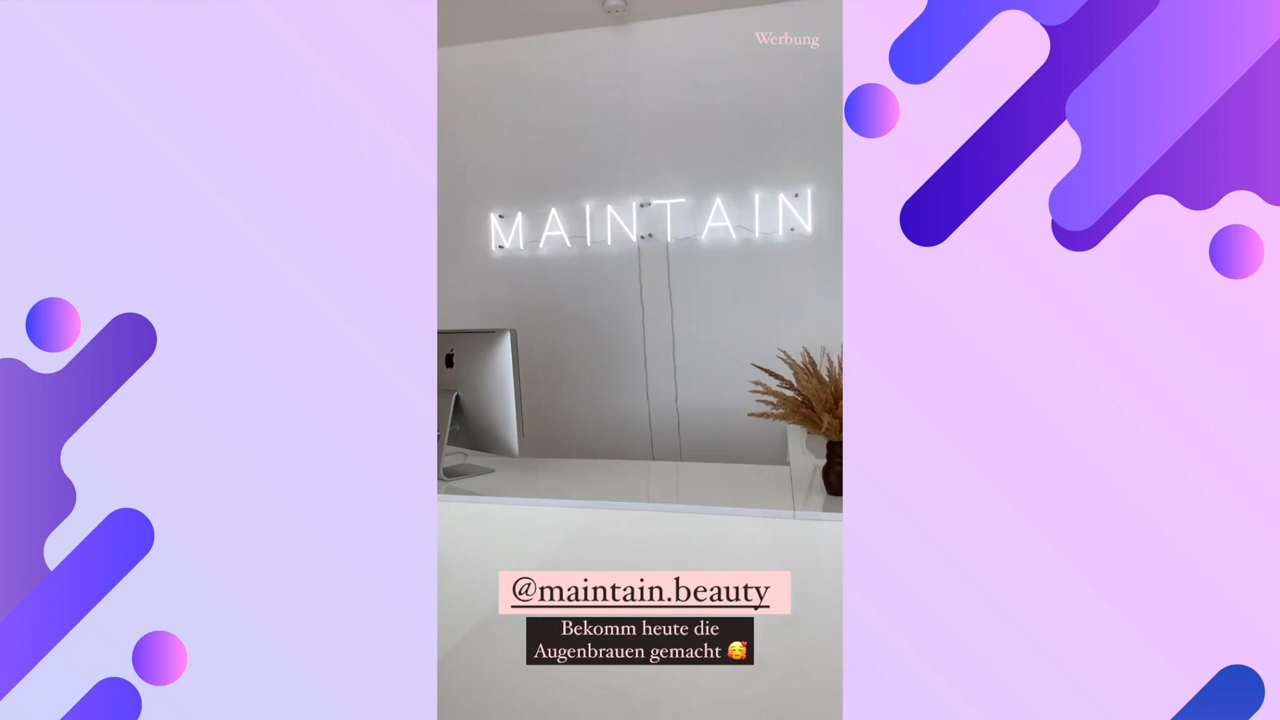 Werbung
MAINTAIN
@maintain.beauty
Bekomm heute die
Augenbrauen gemacht 🥰